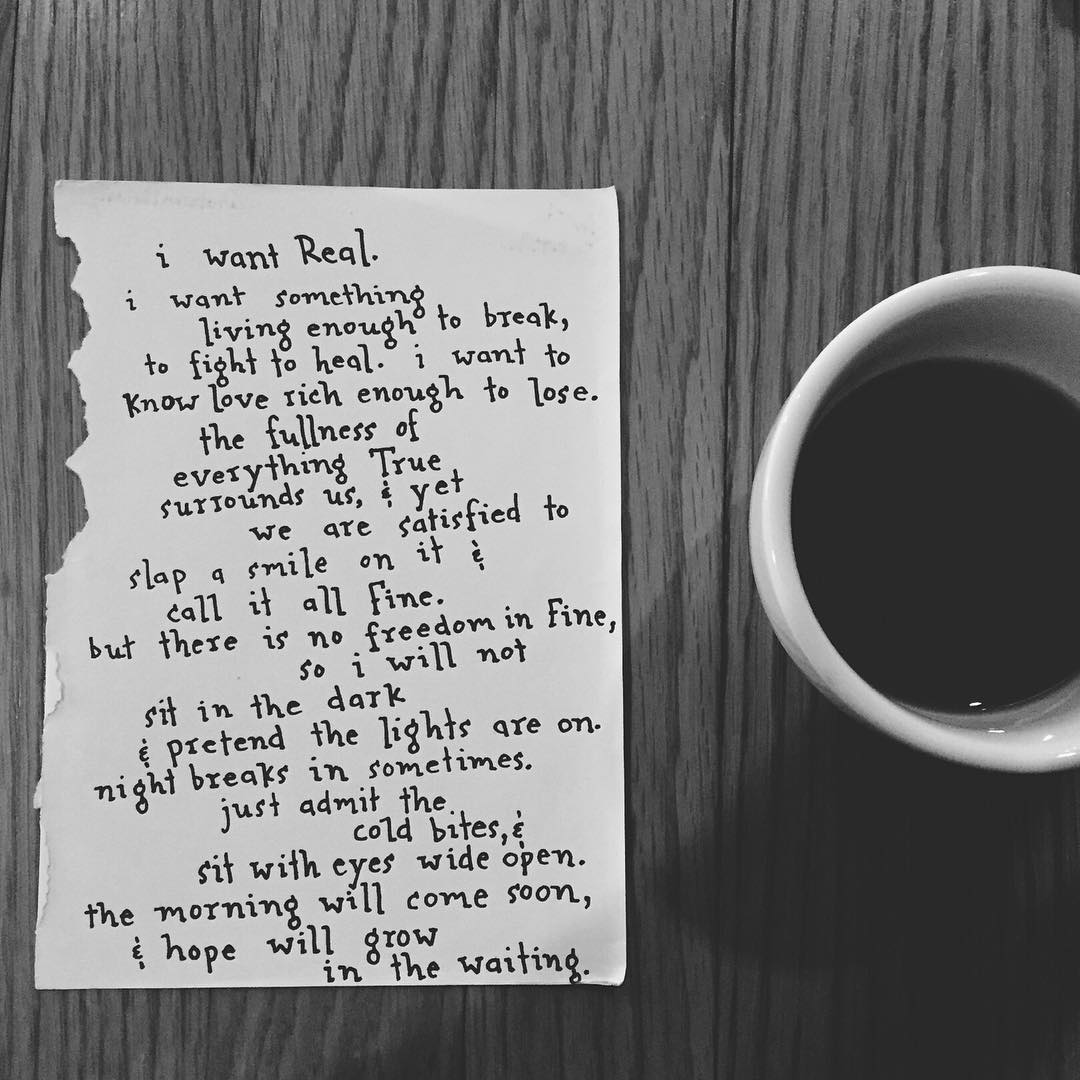 i want Real.
i want something
living enough to break,
to fight to heal. i want to
know love rich enough to lose.
the fullness of
everything True
surrounds us, & yet
we are satisfied to
slap a smile on it &
call it all Fine.
but there is no freedom in Fine,
so i will not
sit in the dark
& pretend the lights are on.
night breaks in sometimes.
just admit the
cold bites, &
sit with eyes wide open.
the morning will come soon,
& hope will grow
in the waiting.